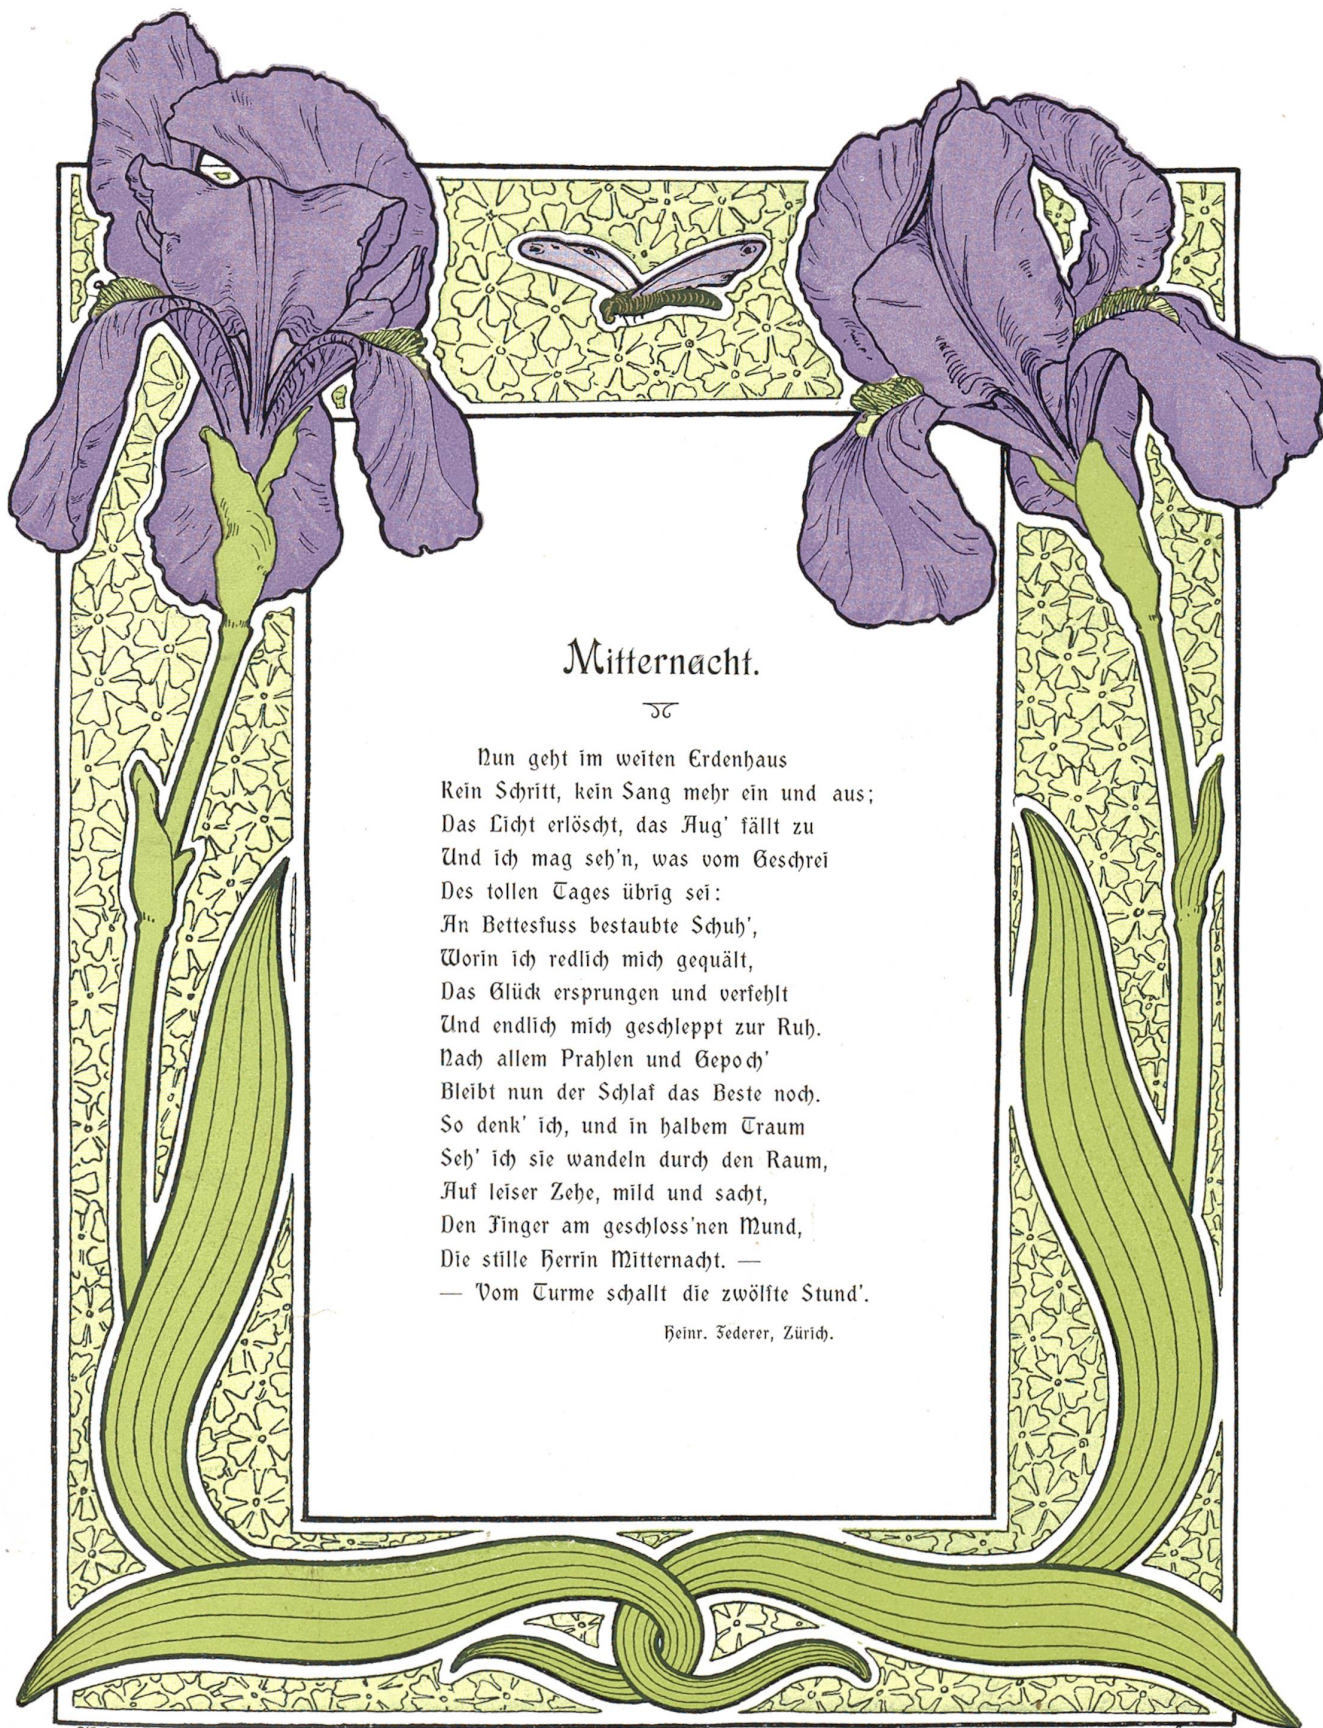 Mitternacht.
Nun geht im weiten Erdenhaus
Kein Schritt, kein Sang mehr ein und aus;
Das Licht erlöscht, das Aug' fällt zu
Und ich mag seh'n, was vom Geschrei
Des tollen Tages übrig sei:
An Bettesfuss bestaubte Schuh',
Worin ich redlich mich gequält,
Das Glück ersprungen und verfehlt
Und endlich mich geschleppt zur Ruh.
Nach allem Prahlen und Gepoch'
Bleibt nun der Schlaf das Beste noch.
So denk' ich, und in halbem Traum
Seh' ich sie wandeln durch den Raum,
Auf leiser Zehe, mild und sacht,
Den Finger am geschloss'nen Mund,
Die stille Herrin Mitternacht. —
— Vom Turme schallt die zwölfte Stund'.
Heinr. Federer, Zürich.